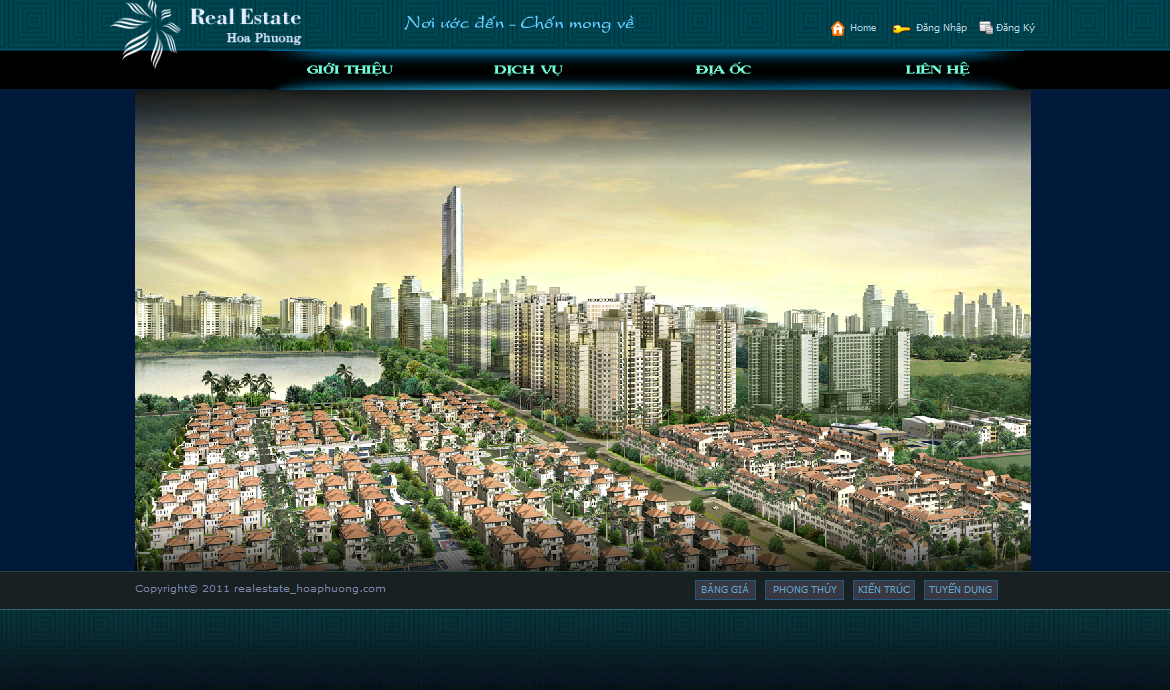 Real Estate
Hoa Phuong
Nơi ước đến - Chốn mong về
Home
Đăng Nhập
Đăng Ký
GIỚI THIỆU
DỊCH VỤ
ĐỊA ỐC
LIÊN HỆ
Copyright© 2011 realestate_hoaphuong.com
BẢNG GIÁ
PHONG THỦY
KIẾN TRÚC
TUYỂN DỤNG